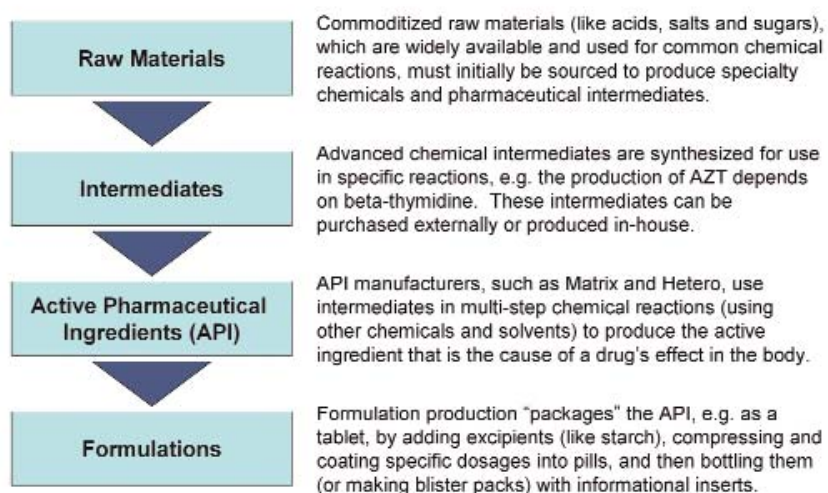 Raw Materials
Commoditized raw materials (like acids, salts and sugars),
which are widely available and used for common chemical
reactions, must initially be sourced to produce specialty
chemicals and pharmaceutical intermediates.
Intermediates
Advanced chemical intermediates are synthesized for use
in specific reactions, e.g. the production of AZT depends
on beta-thymidine. These intermediates can be
purchased externally or produced in-house.
Active Pharmaceutical
Ingredients (API)
API manufacturers, such as Matrix and Hetero, use
intermediates in multi-step chemical reactions (using
other chemicals and solvents) to produce the active
ingredient that is the cause of a drug's effect in the body.
Formulations
Formulation production “packages” the API, e.g. as a
tablet, by adding excipients (like starch), compressing and
coating specific dosages into pills, and then bottling them
(or making blister packs) with informational inserts.